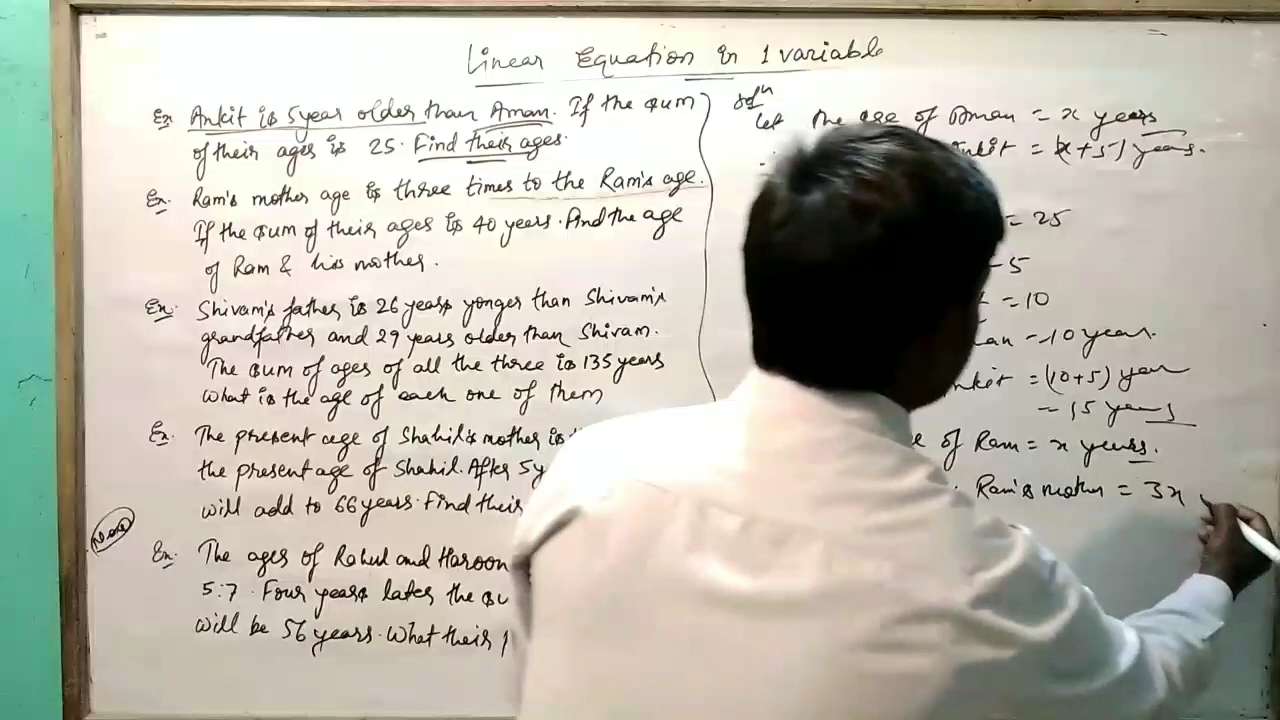 Linear Equation in 1 variable
Ex Ankit is 5year older than Aman. If the sum
of their ages is 25. Find their ages.
Ex. Ram's mother age is three times to the Ram's age.
If the sum of their ages is 40 years. Find the age
of Ram & his mother.
Ex. Shivam's father is 26 years yonger than Shivam's
grandfather and 29 years older than Shivam.
The sum of ages of all the three is 135 years
What is the age of each one of them
Ex. The present age of Shahil's mother is
the present age of Shahil. After 5y
will add to 66 years. Find their
Ex. The ages of Rahul and Haroon
5:7. Four years later the su
will be 56 years. What their
Solⁿ
Let the age of Aman = x years
Ankit = (x+5) years.
= 25
- 5
= 10
= 10 year.
= (10+5) year
= 15 years
of Ram = x years.
Ram's mother = 3x